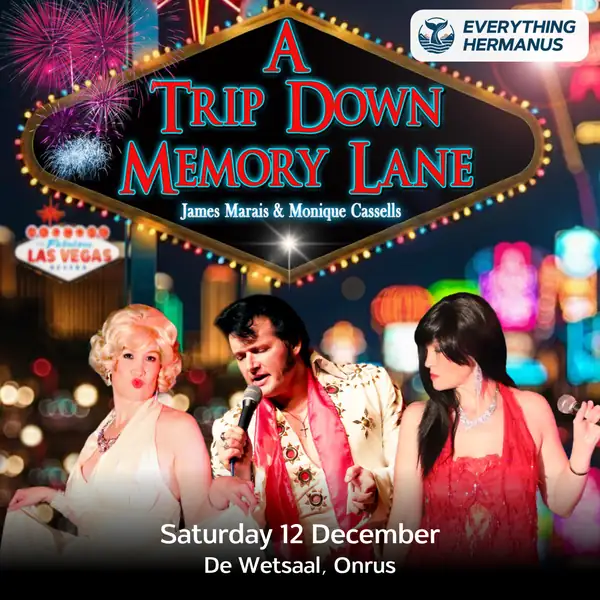 EVERYTHING
HERMANUS
A
TRIP DOWN
MEMORY LANE
James Marais & Monique Cassells
Fabulous
LAS VEGAS
Saturday 12 December
De Wetsaal, Onrus